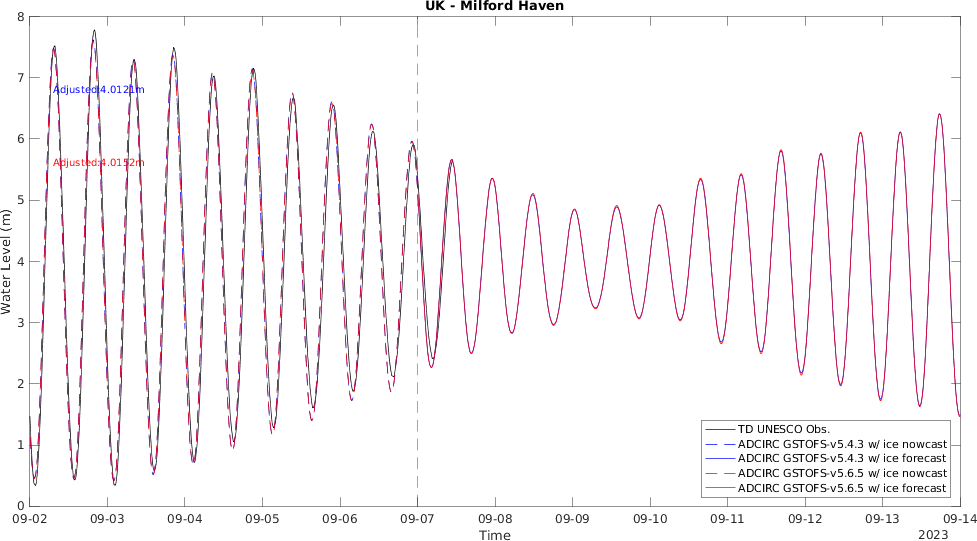 UK - Milford Haven
8
7
6
5
4
3
2
1
0
Water Level (m)
Adjusted:4.0121m
Adjusted:4.0152m
TD UNESCO Obs.
ADCIRC GSTOFS-v5.4.3 w/ ice nowcast
ADCIRC GSTOFS-v5.4.3 w/ ice forecast
ADCIRC GSTOFS-v5.6.5 w/ ice nowcast
ADCIRC GSTOFS-v5.6.5 w/ ice forecast
09-02 09-03 09-04 09-05 09-06 09-07 09-08 09-09 09-10 09-11 09-12 09-13 09-14
Time
2023